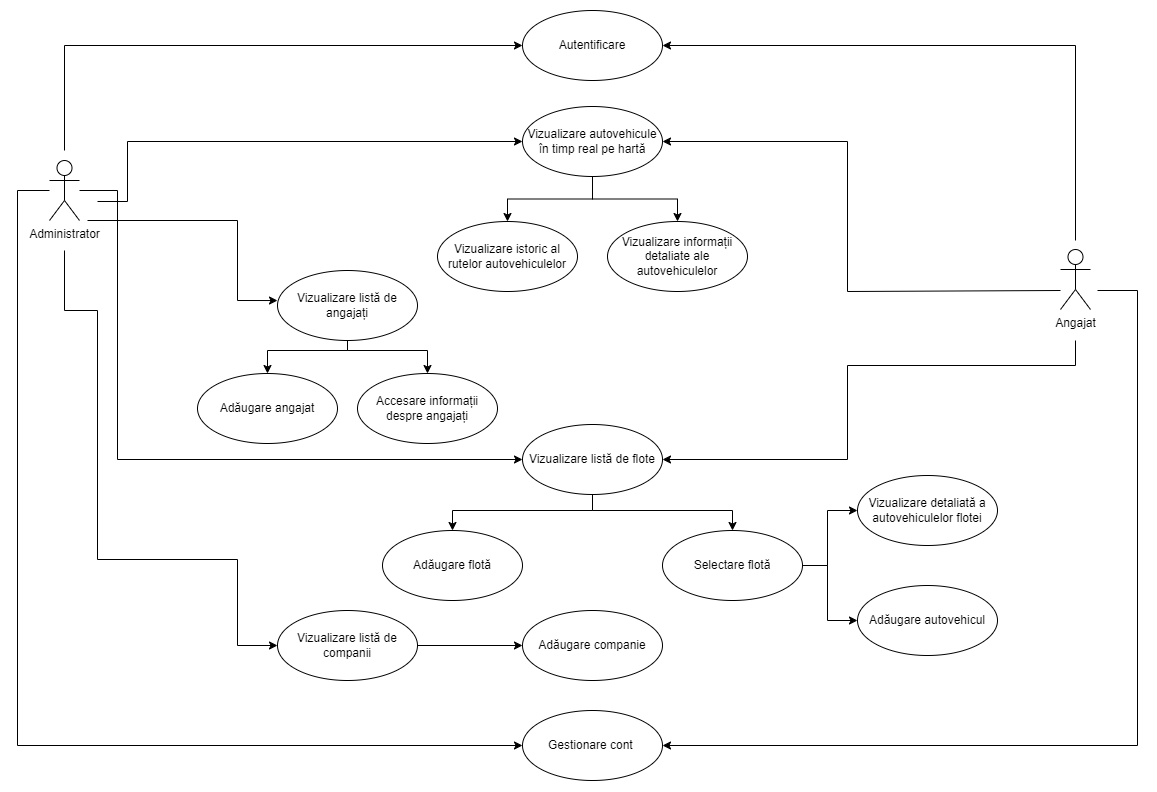 Autentificare
Vizualizare autovehicule
în timp real pe hartă
Administrator
Vizualizare istoric al
rutelor autovehiculelor
Vizualizare informații
detaliate ale
autovehiculelor
Angajat
Vizualizare listă de
angajați
Adăugare angajat
Accesare informații
despre angajați
Vizualizare listă de flote
Vizualizare detaliată a
autovehiculelor flotei
Adăugare flotă
Selectare flotă
Adăugare autovehicul
Vizualizare listă de
companii
Adăugare companie
Gestionare cont